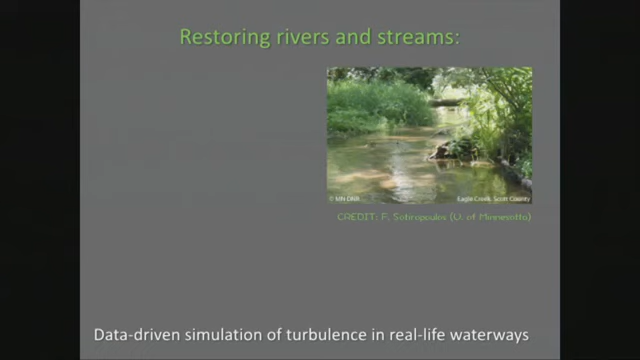 Restoring rivers and streams:
© MN DNR
Eagle Creek, Scott County
CREDIT: F. Sotiropoulos (U. of Minnesota)
Data-driven simulation of turbulence in real-life waterways